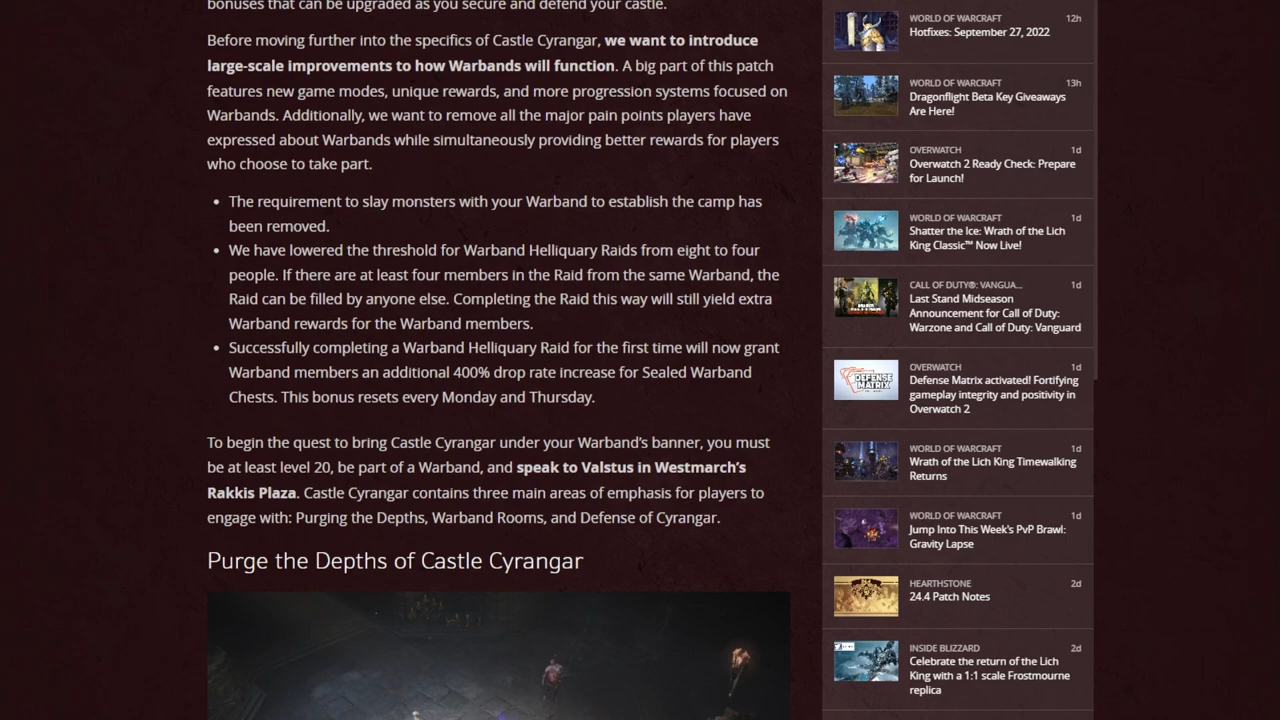 bonuses that can be upgraded as you secure and defend your castle.
Before moving further into the specifics of Castle Cyrangar, we want to introduce
large-scale improvements to how Warbands will function. A big part of this patch
features new game modes, unique rewards, and more progression systems focused on
Warbands. Additionally, we want to remove all the major pain points players have
expressed about Warbands while simultaneously providing better rewards for players
who choose to take part.
• The requirement to slay monsters with your Warband to establish the camp has
been removed.
• We have lowered the threshold for Warband Helliquary Raids from eight to four
people. If there are at least four members in the Raid from the same Warband, the
Raid can be filled by anyone else. Completing the Raid this way will still yield extra
Warband rewards for the Warband members.
• Successfully completing a Warband Helliquary Raid for the first time will now grant
Warband members an additional 400% drop rate increase for Sealed Warband
Chests. This bonus resets every Monday and Thursday.
To begin the quest to bring Castle Cyrangar under your Warband's banner, you must
be at least level 20, be part of a Warband, and speak to Valstus in Westmarch's
Rakkis Plaza. Castle Cyrangar contains three main areas of emphasis for players to
engage with: Purging the Depths, Warband Rooms, and Defense of Cyrangar.
Purge the Depths of Castle Cyrangar
WORLD OF WARCRAFT 12h
Hotfixes: September 27, 2022
WORLD OF WARCRAFT 13h
Dragonflight Beta Key Giveaways
Are Here!
OVERWATCH 1d
Overwatch 2 Ready Check: Prepare
for Launch!
WORLD OF WARCRAFT 1d
Shatter the Ice: Wrath of the Lich
King Classic™ Now Live!
CALL OF DUTY®: VANGUA... 1d
Last Stand Midseason
Announcement for Call of Duty:
Warzone and Call of Duty: Vanguard
DEFENSE
MATRIX
OVERWATCH 1d
Defense Matrix activated! Fortifying
gameplay integrity and positivity in
Overwatch 2
WORLD OF WARCRAFT 1d
Wrath of the Lich King Timewalking
Returns
WORLD OF WARCRAFT 1d
Jump Into This Week's PvP Brawl:
Gravity Lapse
HEARTHSTONE 2d
24.4 Patch Notes
INSIDE BLIZZARD 2d
Celebrate the return of the Lich
King with a 1:1 scale Frostmourne
replica